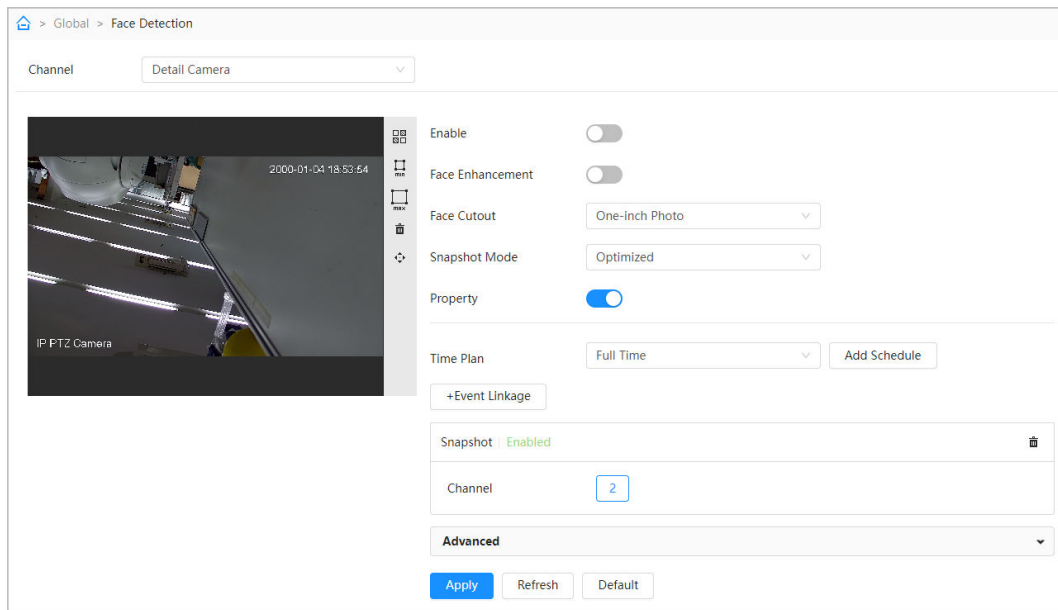 > Global > Face Detection
Channel Detail Camera
2000-01-04 18:53:54
IP PTZ Camera
min
max
Enable
Face Enhancement
Face Cutout One-inch Photo
Snapshot Mode Optimized
Property
Time Plan Full Time Add Schedule
+Event Linkage
Snapshot Enabled
Channel 2
Advanced
Apply Refresh Default